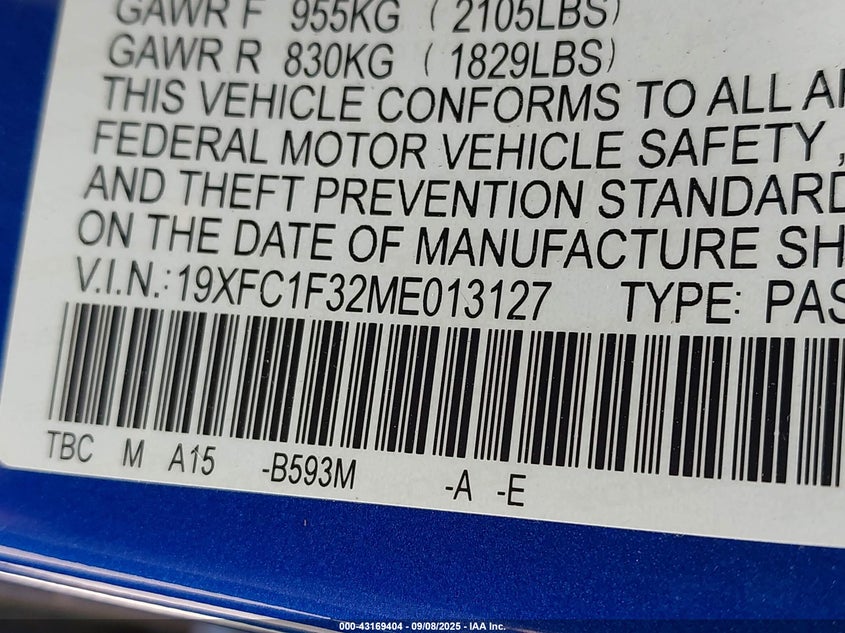 GAWR F 955KG ( 2105LBS)
GAWR R 830KG ( 1829LBS)
THIS VEHICLE CONFORMS TO ALL
FEDERAL MOTOR VEHICLE SAFETY,
AND THEFT PREVENTION STANDARD
ON THE DATE OF MANUFACTURE SH
V.I.N.: 19XFC1F32ME013127 TYPE: PAS
TBC M A15 -B593M -A -E
000-43169404 - 09/08/2025 - IAA Inc.